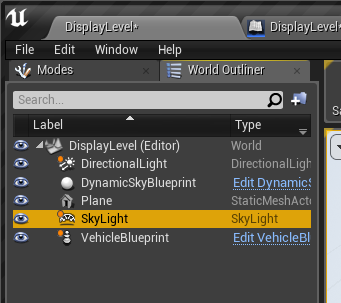 DisplayLevel*
DisplayLevel*
File Edit Window Help
Modes
World Outliner
Search...
Label Type
DisplayLevel (Editor) World
DirectionalLight DirectionalLigh
DynamicSkyBlueprint Edit Dynamics
Plane StaticMeshActo
SkyLight SkyLight
VehicleBlueprint Edit VehicleBl